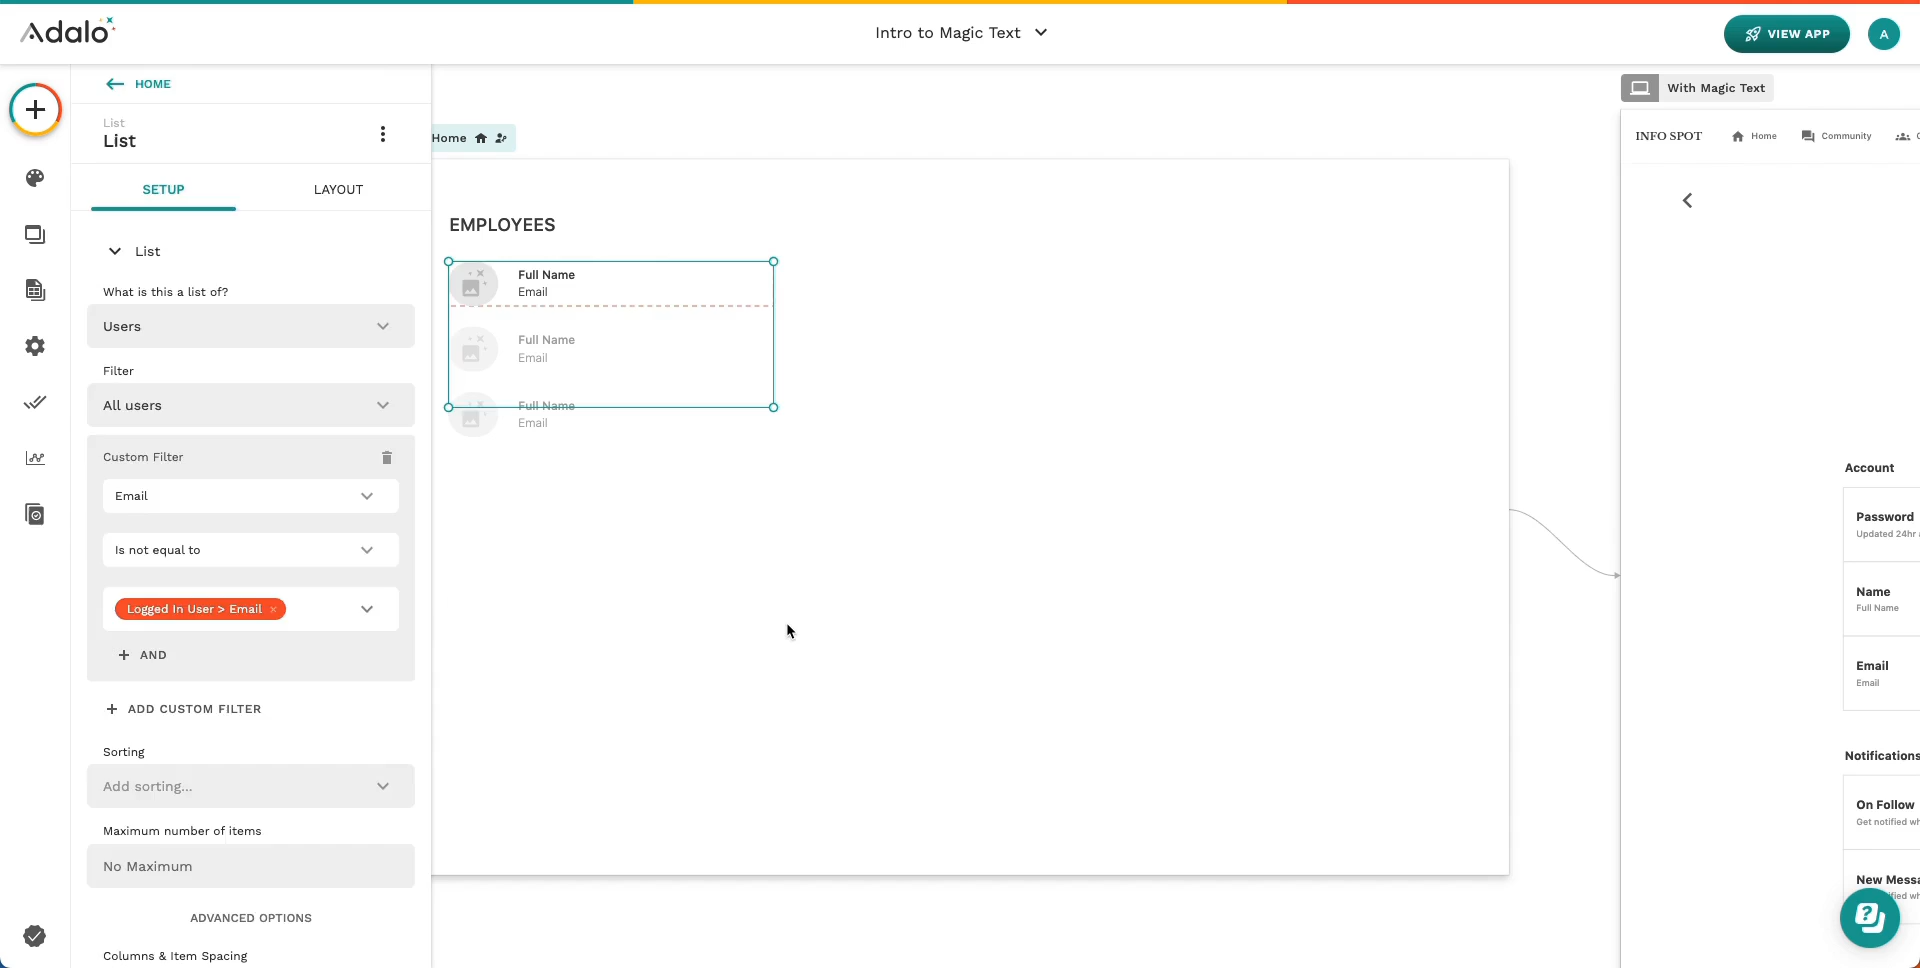 Adalo
Intro to Magic Text
VIEW APP
A
HOME
List
List
SETUP
LAYOUT
List
What is this a list of?
Users
Filter
All users
Custom Filter
Email
Is not equal to
Logged In User > Email ×
+ AND
+ ADD CUSTOM FILTER
Sorting
Add sorting...
Maximum number of items
No Maximum
ADVANCED OPTIONS
Columns & Item Spacing
Home
EMPLOYEES
Full Name
Email
Full Name
Email
Full Name
Email
With Magic Text
INFO SPOT
Home
Community
Account
Password
Updated 24hr
Name
Full Name
Email
Email
Notifications
On Follow
Get notified
New